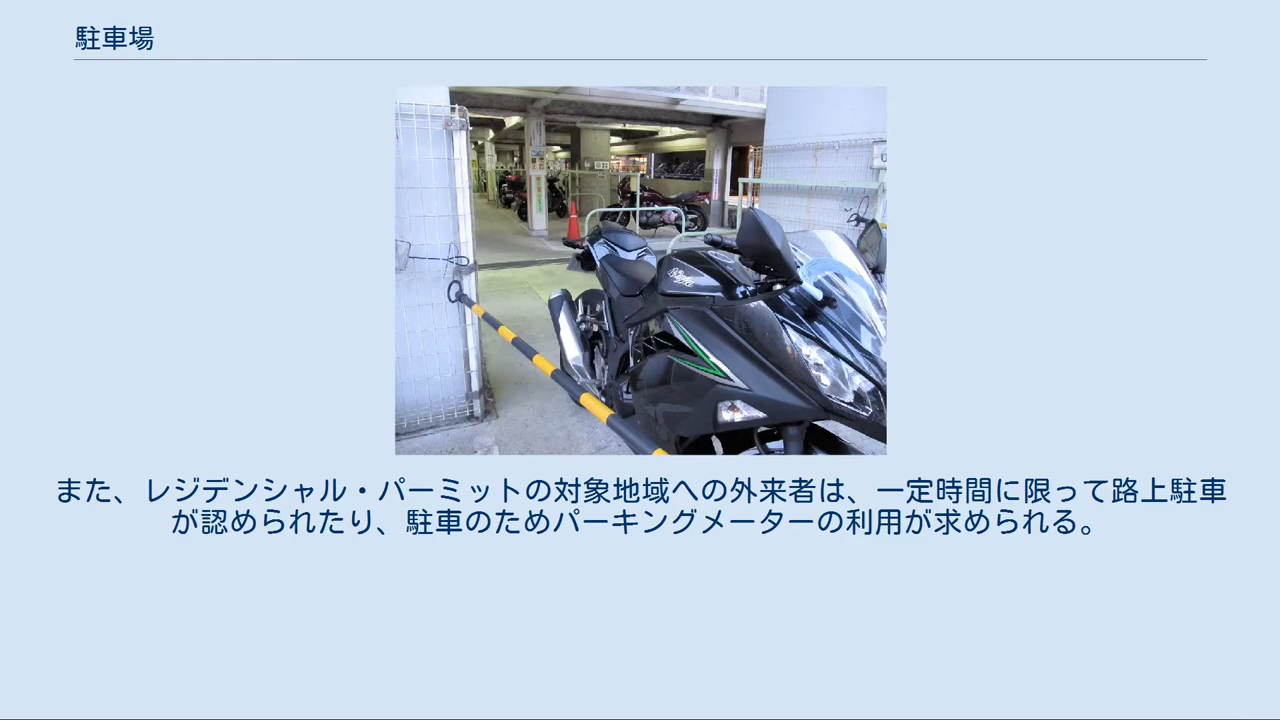 駐車場
また、レジデンシャル・パーミットの対象地域への外来者は、一定時間に限って路上駐車
が認められたり、駐車のためパーキングメーターの利用が求められる。